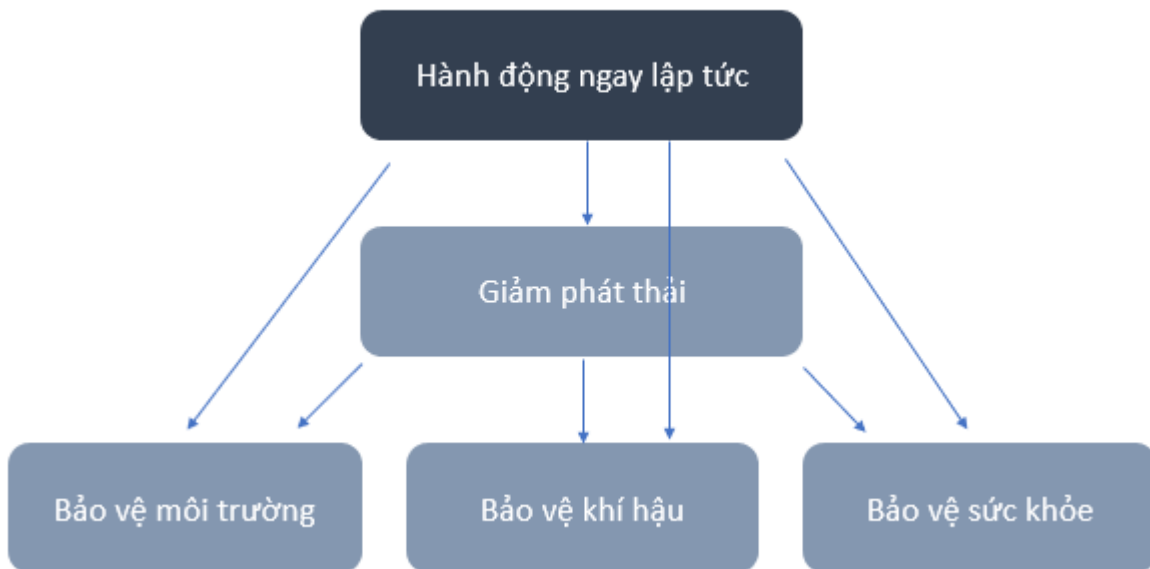 Hành động ngay lập tức
Giảm phát thải
Bảo vệ môi trường
Bảo vệ khí hậu
Bảo vệ sức khỏe